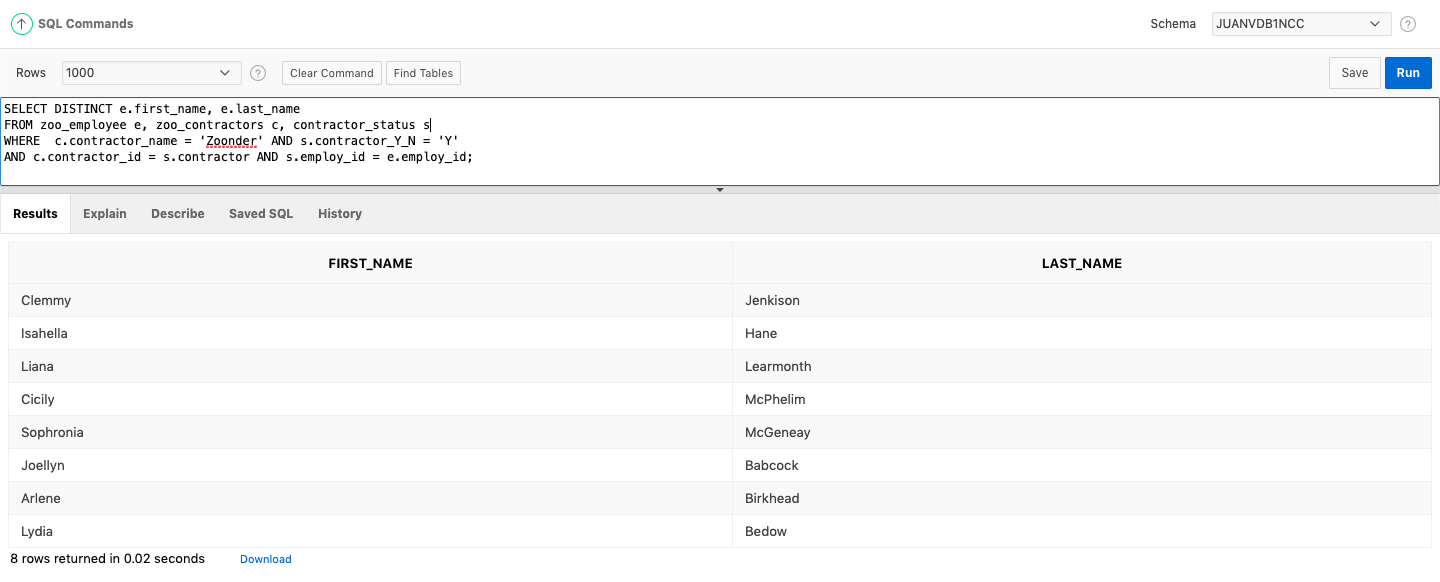 SQL Commands Schema JUANVDB1NCC ?
Rows 1000 ? Clear Command Find Tables Save Run
SELECT DISTINCT e.first_name, e.last_name
FROM zoo_employee e, zoo_contractors c, contractor_status s
WHERE  c.contractor_name = 'Zoonder' AND s.contractor_Y_N = 'Y'
AND c.contractor_id = s.contractor AND s.employ_id = e.employ_id;
Results Explain Describe Saved SQL History
FIRST_NAME LAST_NAME
Clemmy Jenkison
Isahella Hane
Liana Learmonth
Cicily McPhelim
Sophronia McGeneay
Joellyn Babcock
Arlene Birkhead
Lydia Bedow
8 rows returned in 0.02 seconds Download